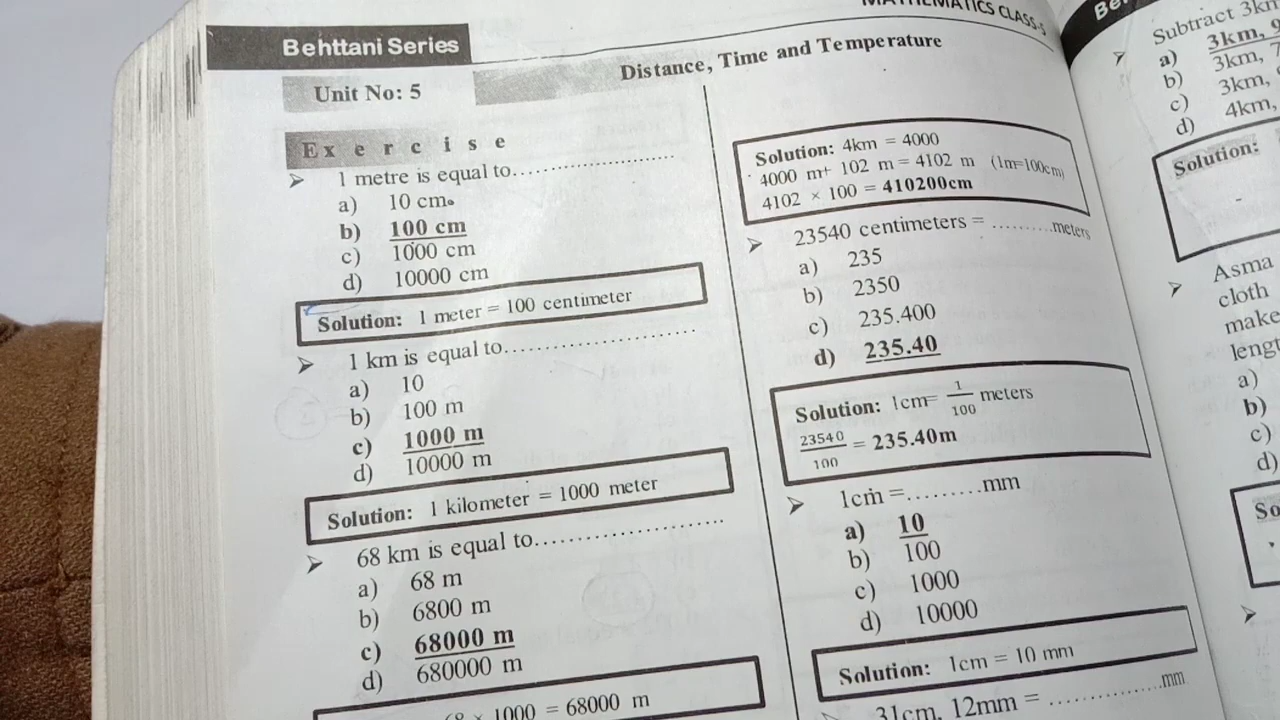 Behttani Series
MATHEMATICS CLASS-5
Unit No: 5
Distance, Time and Temperature
Exercise
➢ 1 metre is equal to..............................
a) 10 cm.
b) 100 cm
c) 1000 cm
d) 10000 cm
Solution: 1 meter = 100 centimeter
➢ 1 km is equal to..............................
a) 10
b) 100 m
c) 1000 m
d) 10000 m
Solution: 1 kilometer = 1000 meter
➢ 68 km is equal to..............................
a) 68 m
b) 6800 m
c) 68000 m
d) 680000 m
1000 = 68000 m
Solution: 4km = 4000
4000 m+ 102 m = 4102 m (1m=100cm)
4102 × 100 = 410200cm
➢ 23540 centimeters = ..........meters
a) 235
b) 2350
c) 235.400
d) 235.40
Solution: 1cm= 1/100 meters
23540/100 = 235.40m
➢ 1cm =.........mm
a) 10
b) 100
c) 1000
d) 10000
Solution: 1cm = 10 mm
31cm, 12mm = ................mm
➢ Subtract 3km
a) 3km, 9
b) 3km, 7
c) 3km,
d) 4km,
Solution:
➢ Asma
cloth
make
lengt
a)
b)
c)
d)
So
➢